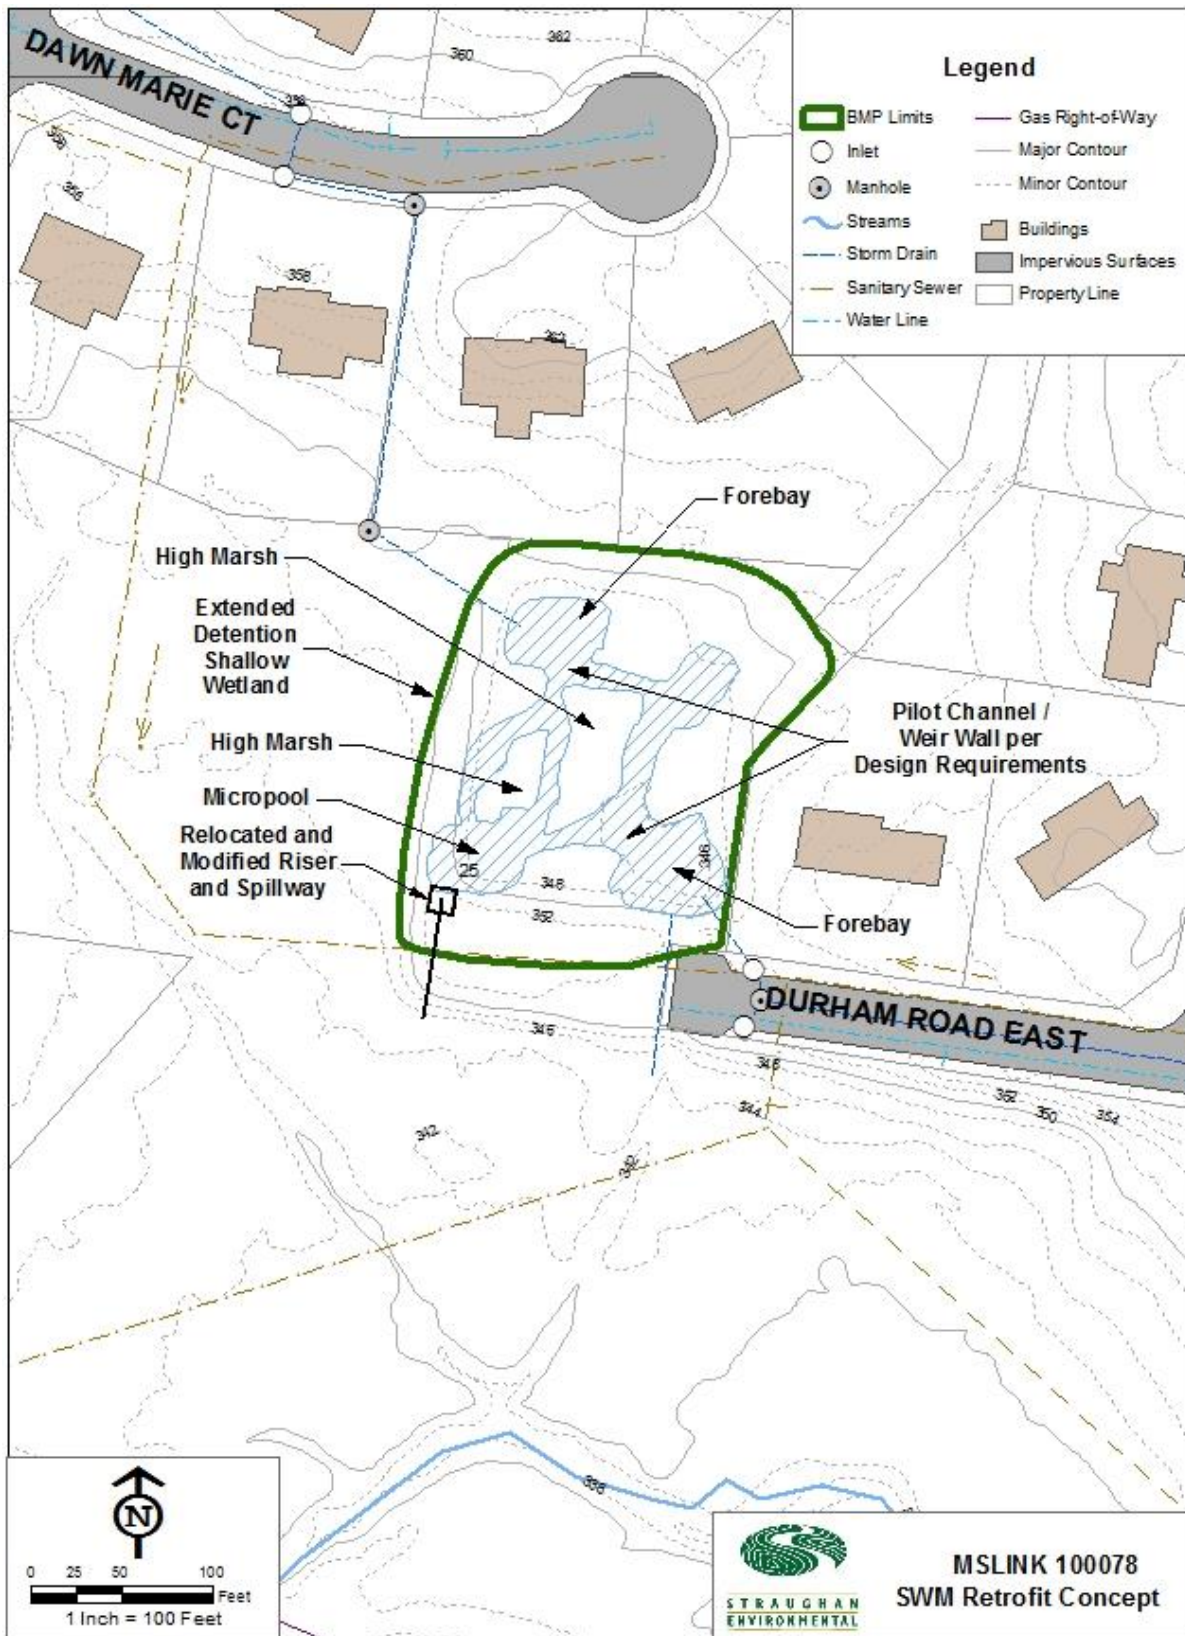 DAWN MARIE CT
360
362
358
358
358
358
362
Legend
BMP Limits
Inlet
Manhole
Streams
Storm Drain
Sanitary Sewer
Water Line
Gas Right-of-Way
Major Contour
Minor Contour
Buildings
Impervious Surfaces
Property Line
Forebay
High Marsh
Extended
Detention
Shallow
Wetland
High Marsh
Micropool
Relocated and
Modified Riser
and Spillway
Pilot Channel /
Weir Wall per
Design Requirements
Forebay
25
348
352
346
DURHAM ROAD EAST
346
348
344
352
350
354
342
342
338
N
0 25 50 100
Feet
1 Inch = 100 Feet
STRAUGHAN
ENVIRONMENTAL
MSLINK 100078
SWM Retrofit Concept